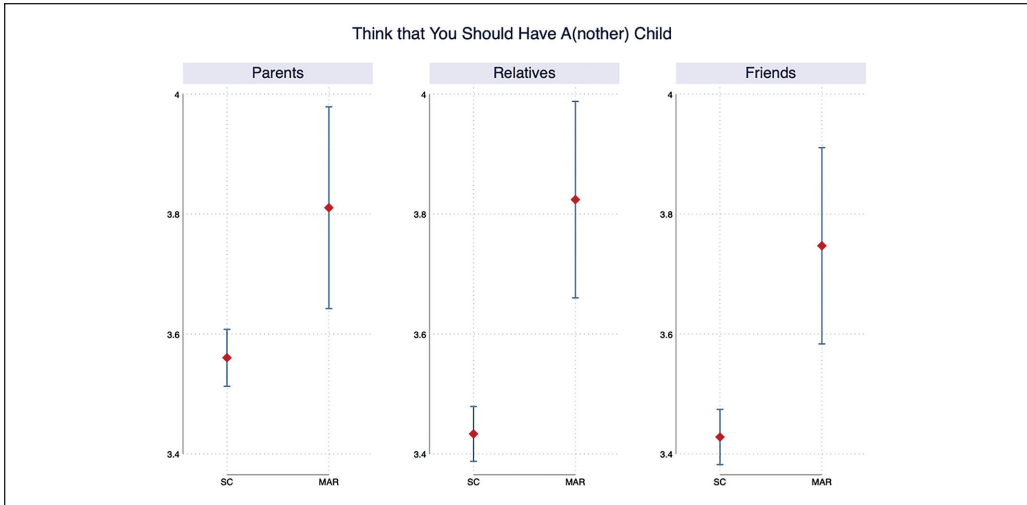 Think that You Should Have A(nother) Child
Parents
Relatives
Friends
4
3.8
3.6
3.4
SC
MAR
4
3.8
3.6
3.4
SC
MAR
4
3.8
3.6
3.4
SC
MAR